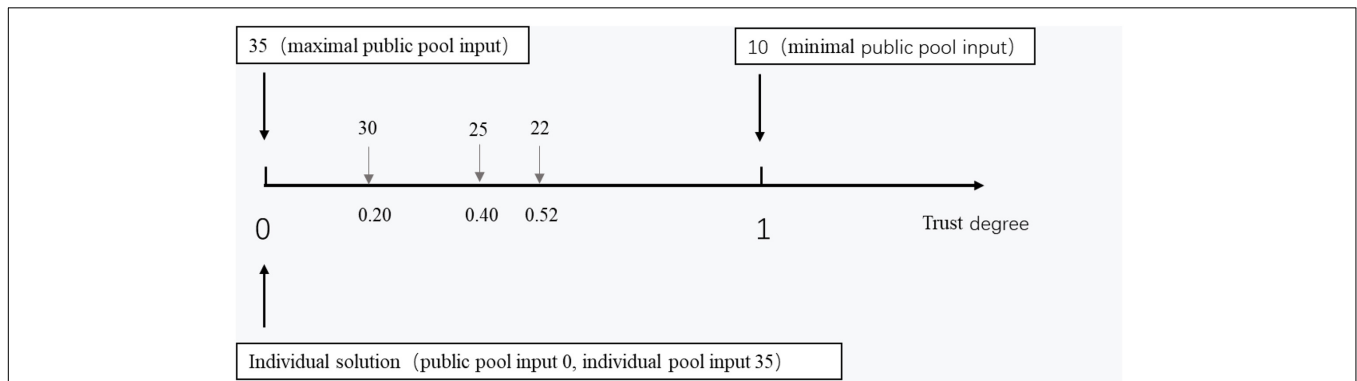 35（maximal public pool input）
10（minimal public pool input）
30
25
22
0.20
0.40
0.52
0
1
Trust degree
Individual solution（public pool input 0, individual pool input 35）